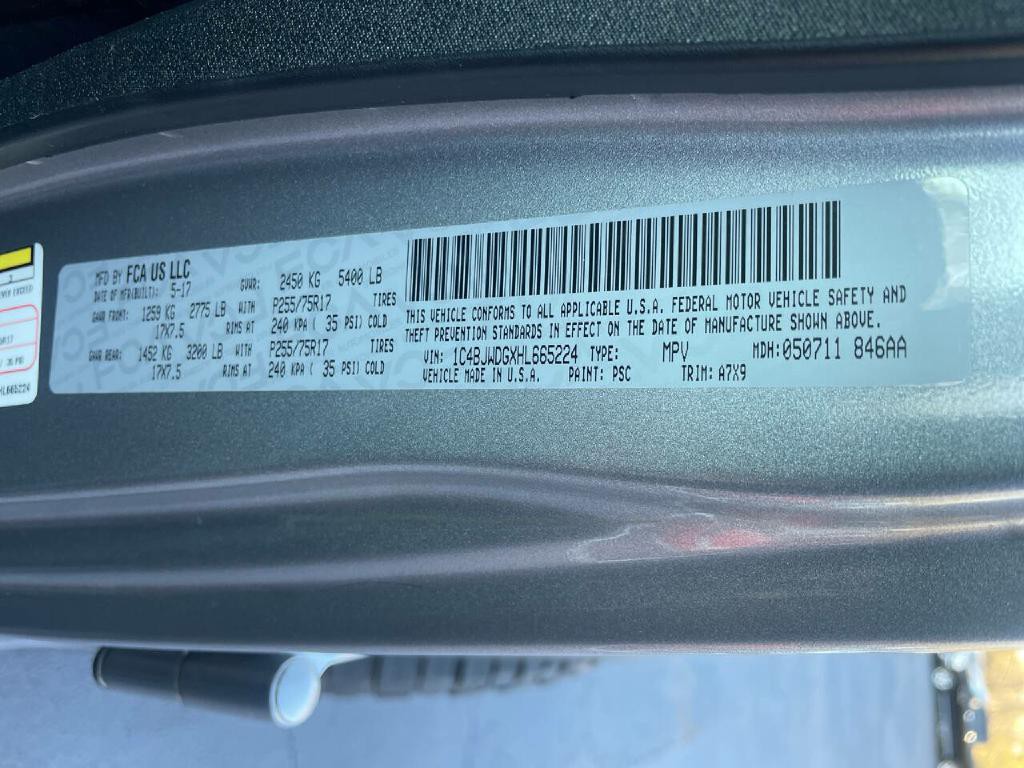 MFD BY FCA US LLC
DATE OF MFR(BUILT): 5-17 GVWR: 2450 KG 5400 LB
GAWR FRONT: 1259 KG 2775 LB WITH P255/75R17 TIRES
17X7.5 RIMS AT 240 KPA ( 35 PSI) COLD
GAWR REAR: 1452 KG 3200 LB WITH P255/75R17 TIRES
17X7.5 RIMS AT 240 KPA ( 35 PSI) COLD
THIS VEHICLE CONFORMS TO ALL APPLICABLE U.S.A. FEDERAL MOTOR VEHICLE SAFETY AND
THEFT PREVENTION STANDARDS IN EFFECT ON THE DATE OF MANUFACTURE SHOWN ABOVE.
VIN: 1C4BJWDGXHL665224 TYPE: MPV MDH: 050711 846AA
VEHICLE MADE IN U.S.A. PAINT: PSC TRIM: A7X9
EXCEED
35 PSI
HL665224